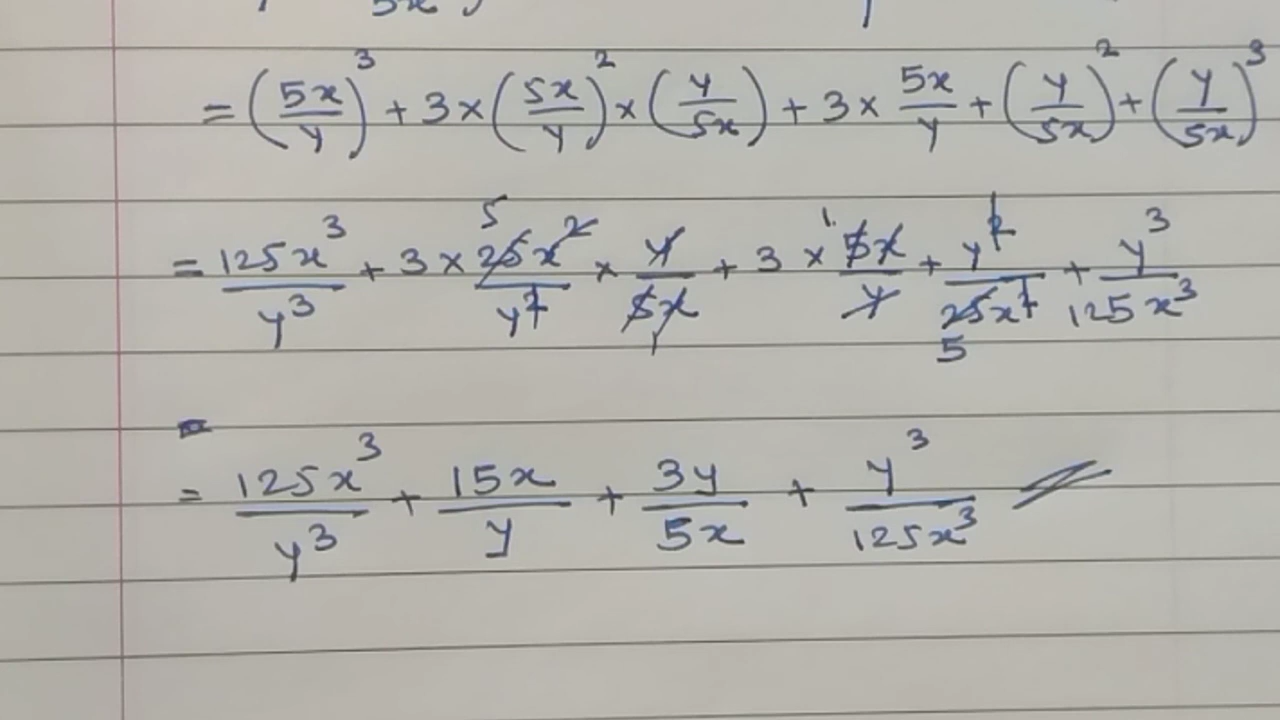 5x
= (5x/y)³ + 3 × (5x/y)² × (y/5x) + 3 × 5x/y + (y/5x)² + (y/5x)³
= 125x³/y³ + 3 × 25x²/y² × y/5x + 3 × 5x/y + y²/25x² + y³/125x³
= 125x³/y³ + 15x/y + 3y/5x + y³/125x³